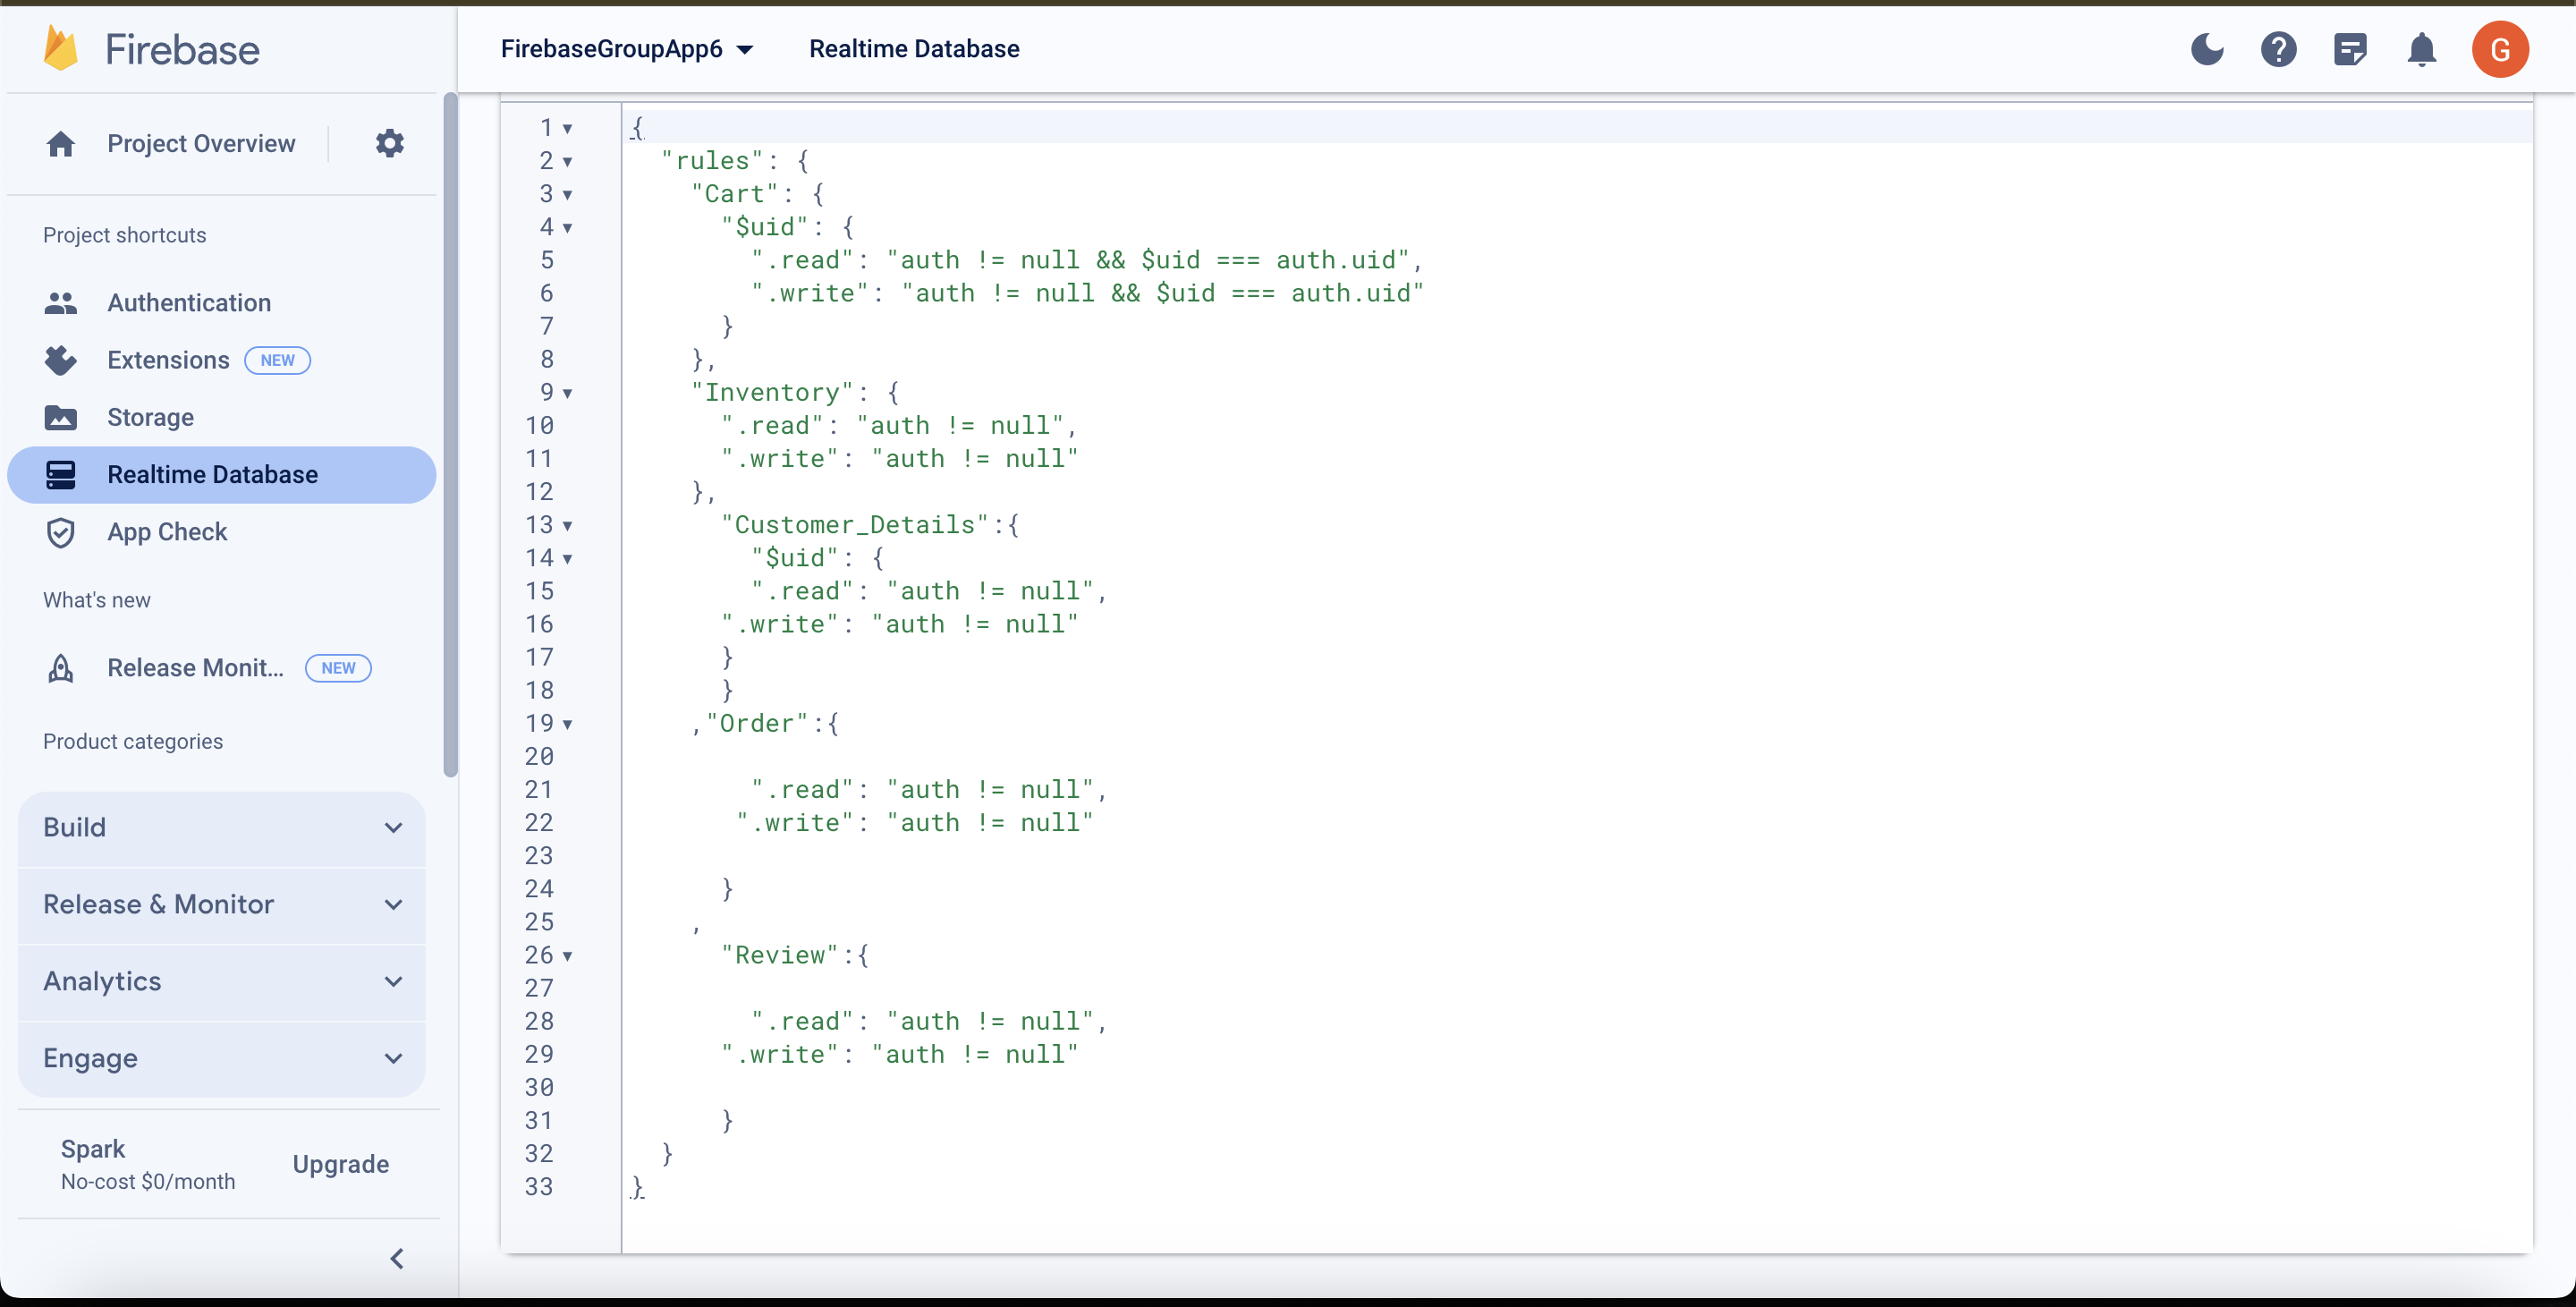 Firebase
FirebaseGroupApp6
Realtime Database
G
Project Overview
Project shortcuts
Authentication
Extensions NEW
Storage
Realtime Database
App Check
What's new
Release Monit... NEW
Product categories
Build
Release & Monitor
Analytics
Engage
Spark
No-cost $0/month
Upgrade
1 {
2 "rules": {
3 "Cart": {
4 "$uid": {
5 ".read": "auth != null && $uid === auth.uid",
6 ".write": "auth != null && $uid === auth.uid"
7 }
8 },
9 "Inventory": {
10 ".read": "auth != null",
11 ".write": "auth != null"
12 },
13 "Customer_Details":{
14 "$uid": {
15 ".read": "auth != null",
16 ".write": "auth != null"
17 }
18 }
19 ,"Order":{
20
21 ".read": "auth != null",
22 ".write": "auth != null"
23
24 }
25 ,
26 "Review":{
27
28 ".read": "auth != null",
29 ".write": "auth != null"
30
31 }
32 }
33 }